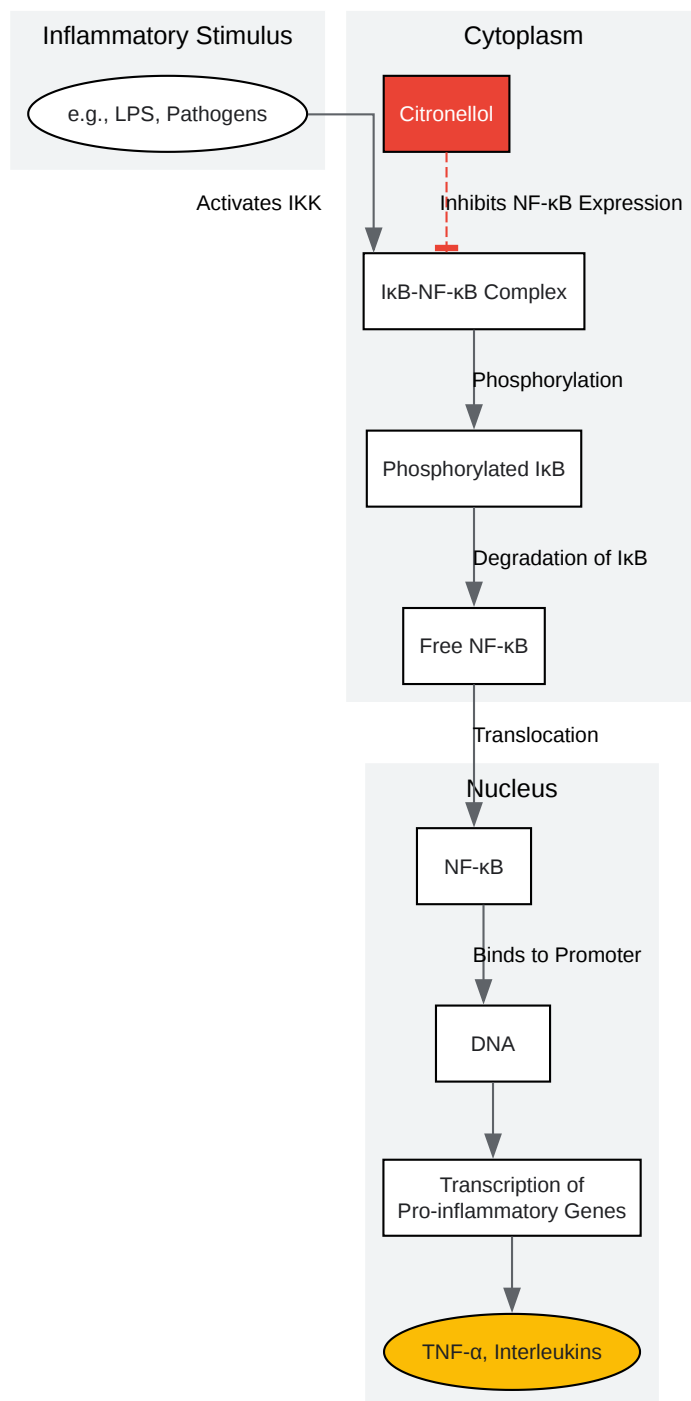 Inflammatory Stimulus
Cytoplasm
e.g., LPS, Pathogens
Citronellol
Activates IKK
Inhibits NF-κB Expression
IκB-NF-κB Complex
Phosphorylation
Phosphorylated IκB
Degradation of IκB
Free NF-κB
Translocation
Nucleus
NF-κB
Binds to Promoter
DNA
Transcription of
Pro-inflammatory Genes
TNF-α, Interleukins